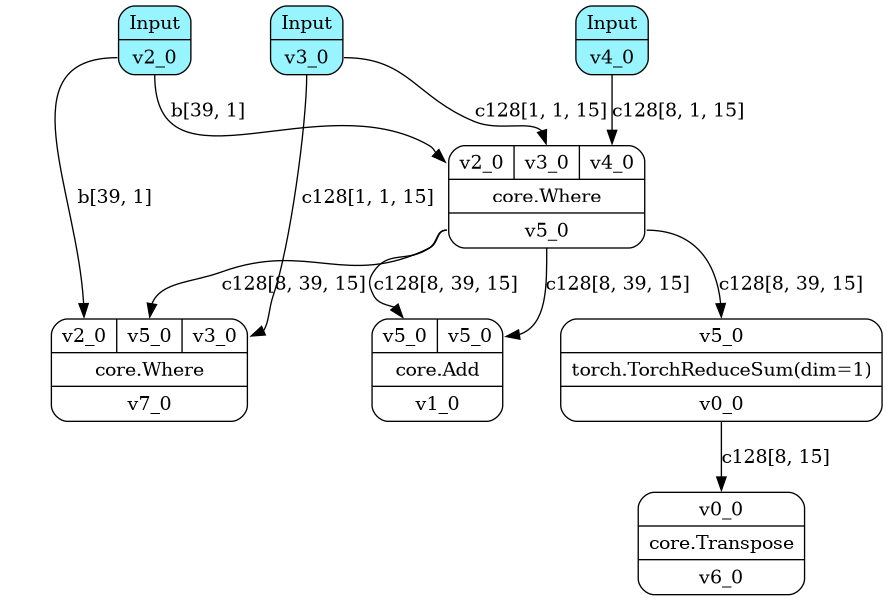 Input
v2_0
Input
v3_0
Input
v4_0
b[39, 1]
c128[1, 1, 15]
c128[8, 1, 15]
v2_0 v3_0 v4_0
core.Where
v5_0
b[39, 1]
c128[1, 1, 15]
c128[8, 39, 15]
c128[8, 39, 15]
c128[8, 39, 15]
c128[8, 39, 15]
v2_0 v5_0 v3_0
core.Where
v7_0
v5_0 v5_0
core.Add
v1_0
v5_0
torch.TorchReduceSum(dim=1)
v0_0
c128[8, 15]
v0_0
core.Transpose
v6_0